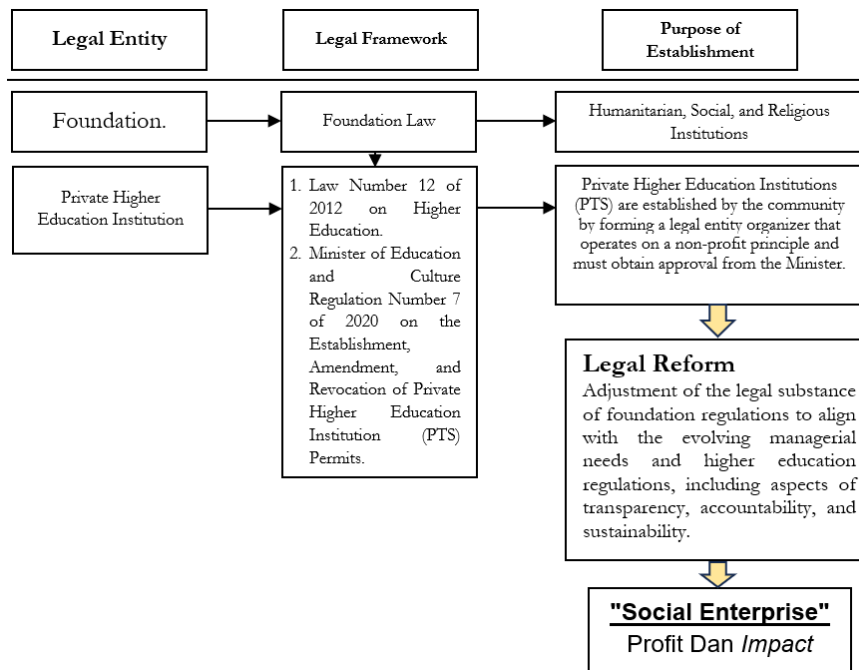 Legal Entity
Legal Framework
Purpose of
Establishment
Foundation.
Foundation Law
Humanitarian, Social, and Religious
Institutions
Private Higher
Education Institution
1. Law Number 12 of
2012 on Higher
Education.
2. Minister of Education
and Culture
Regulation Number 7
of 2020 on the
Establishment,
Amendment, and
Revocation of Private
Higher Education
Institution (PTS)
Permits.
Private Higher Education Institutions
(PTS) are established by the community
by forming a legal entity organizer that
operates on a non-profit principle and
must obtain approval from the Minister.
Legal Reform
Adjustment of the legal substance
of foundation regulations to align
with the evolving managerial
needs and higher education
regulations, including aspects of
transparency, accountability, and
sustainability.
"Social Enterprise"
Profit Dan Impact